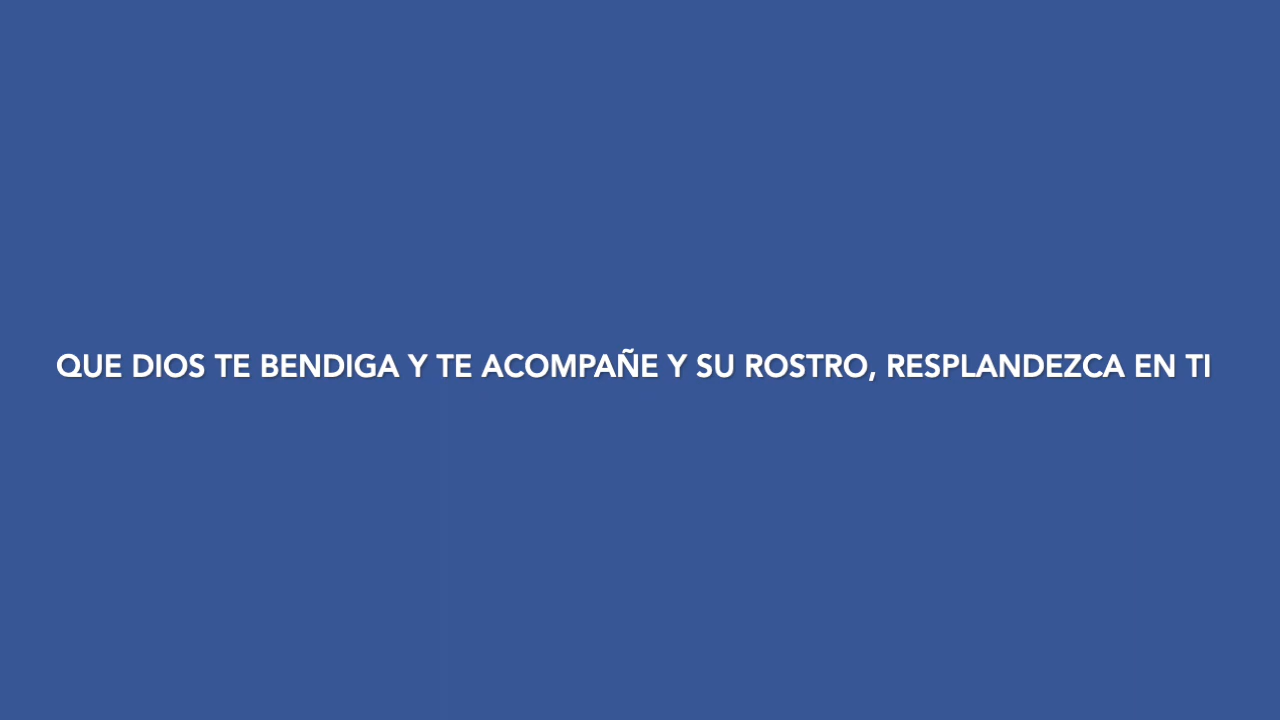 QUE DIOS TE BENDIGA Y TE ACOMPAÑE Y SU ROSTRO, RESPLANDEZCA EN TI